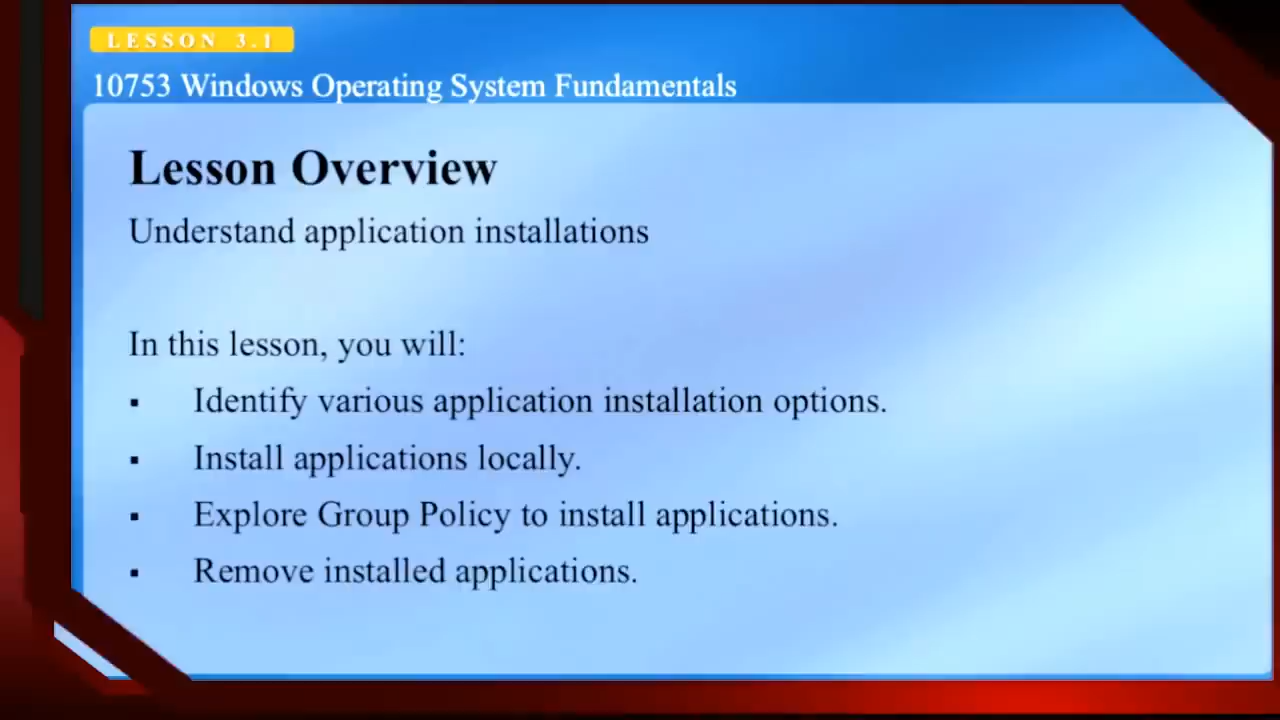 LESSON 3.1
10753 Windows Operating System Fundamentals
Lesson Overview
Understand application installations
In this lesson, you will:
▪ Identify various application installation options.
▪ Install applications locally.
▪ Explore Group Policy to install applications.
▪ Remove installed applications.